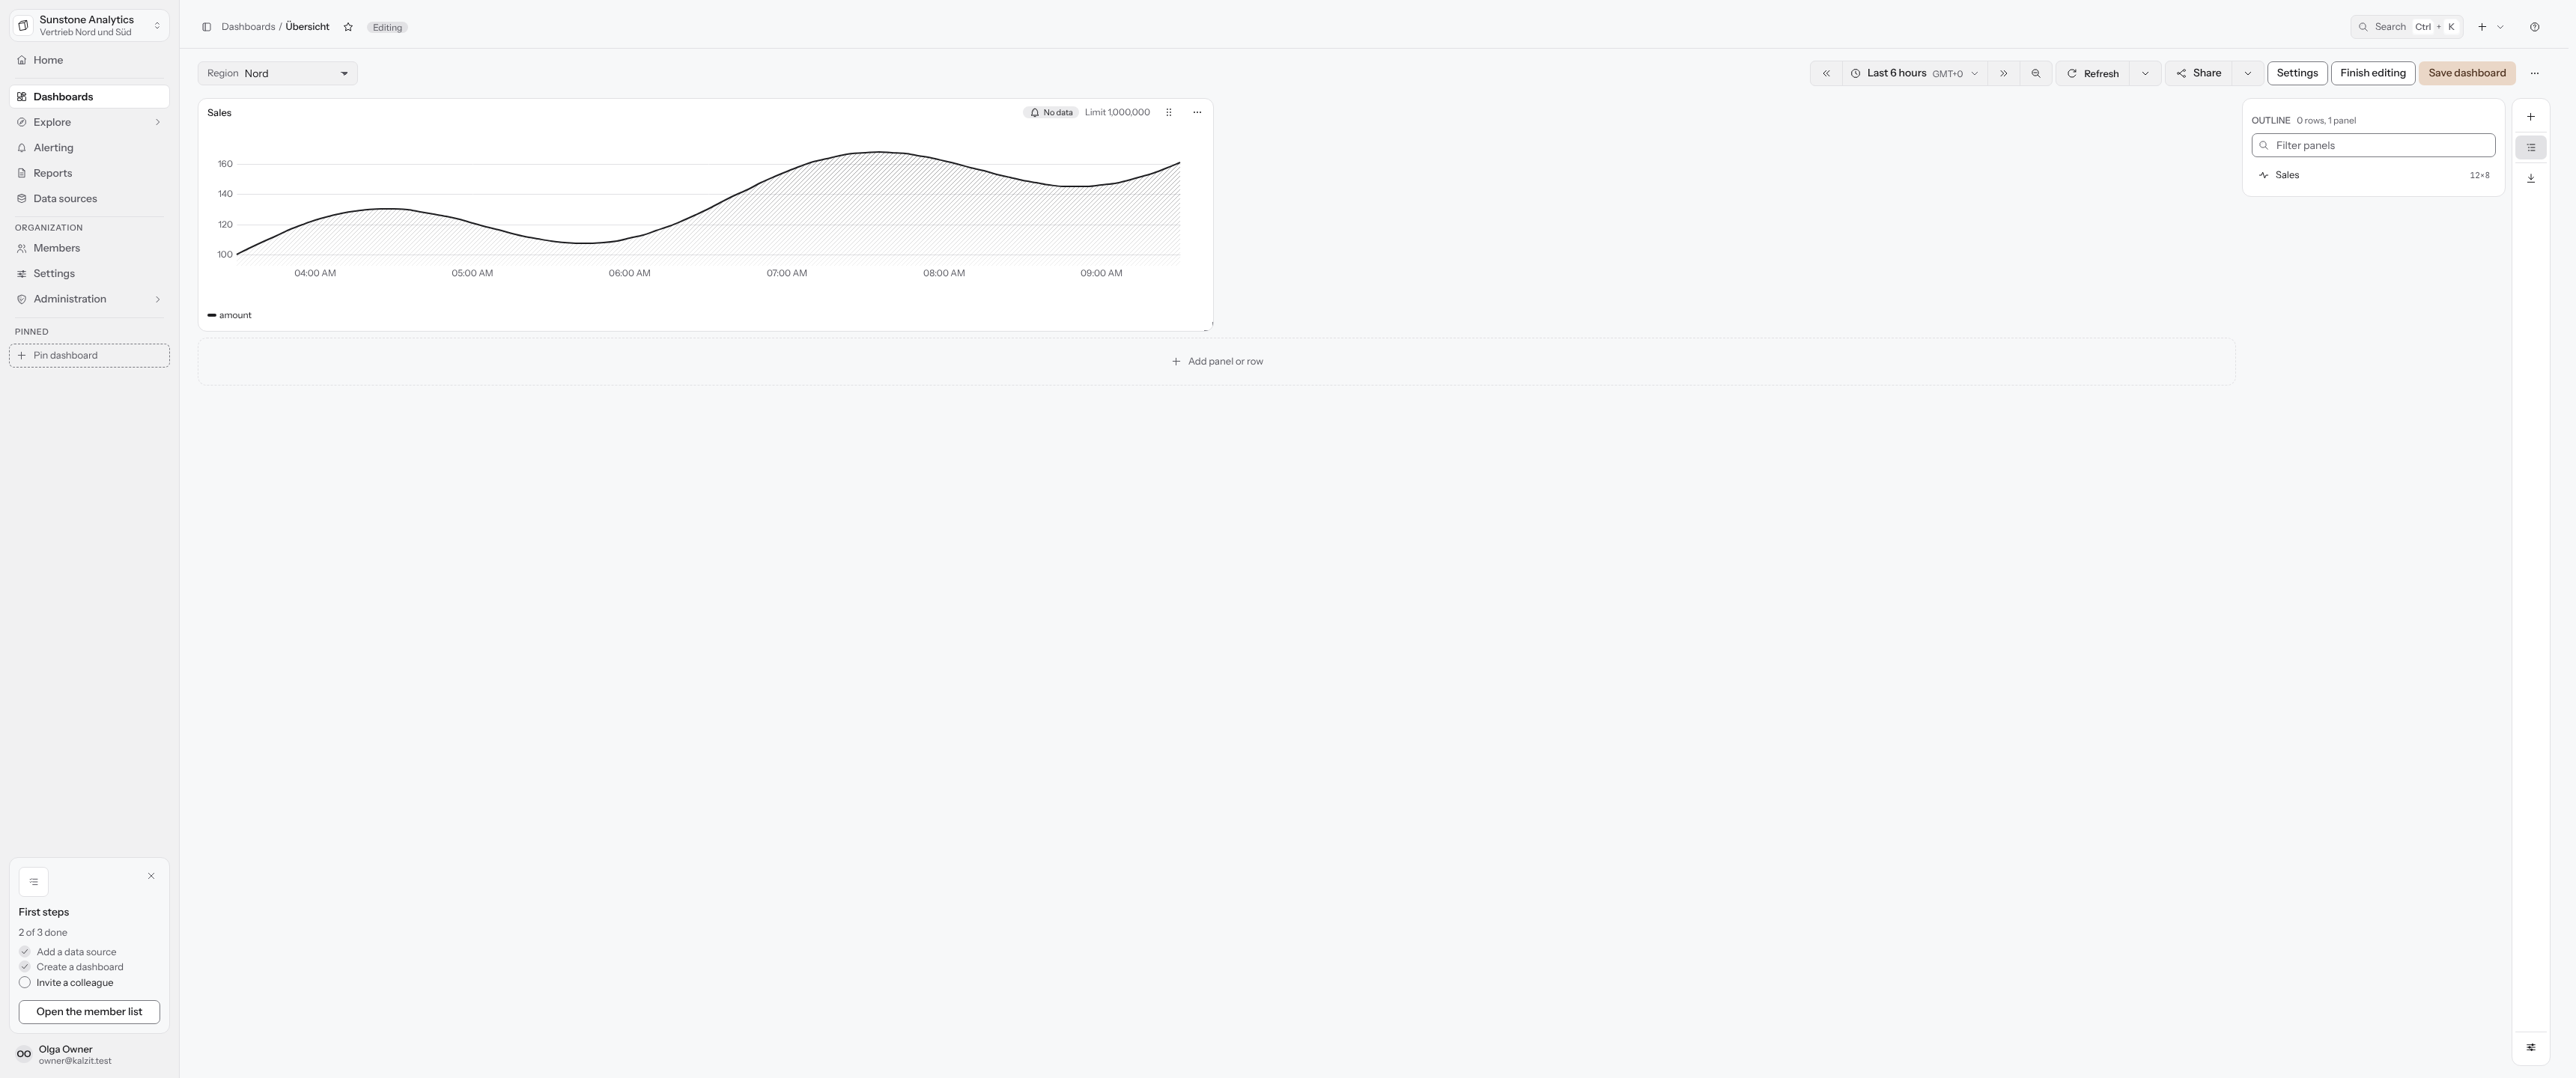 Sunstone Analytics
Vertrieb Nord und Süd
Home
Dashboards
Explore
Alerting
Reports
Data sources
ORGANIZATION
Members
Settings
Administration
PINNED
Pin dashboard
First steps
2 of 3 done
Add a data source
Create a dashboard
Invite a colleague
Open the member list
OO Olga Owner
owner@kalzit.test
Dashboards / Übersicht Editing
Search Ctrl + K
Region Nord
Last 6 hours GMT+0 Refresh Share Settings Finish editing Save dashboard
Sales No data Limit 1,000,000
160
140
120
100
04:00 AM 05:00 AM 06:00 AM 07:00 AM 08:00 AM 09:00 AM
amount
Add panel or row
OUTLINE 0 rows, 1 panel
Filter panels
Sales 12×8